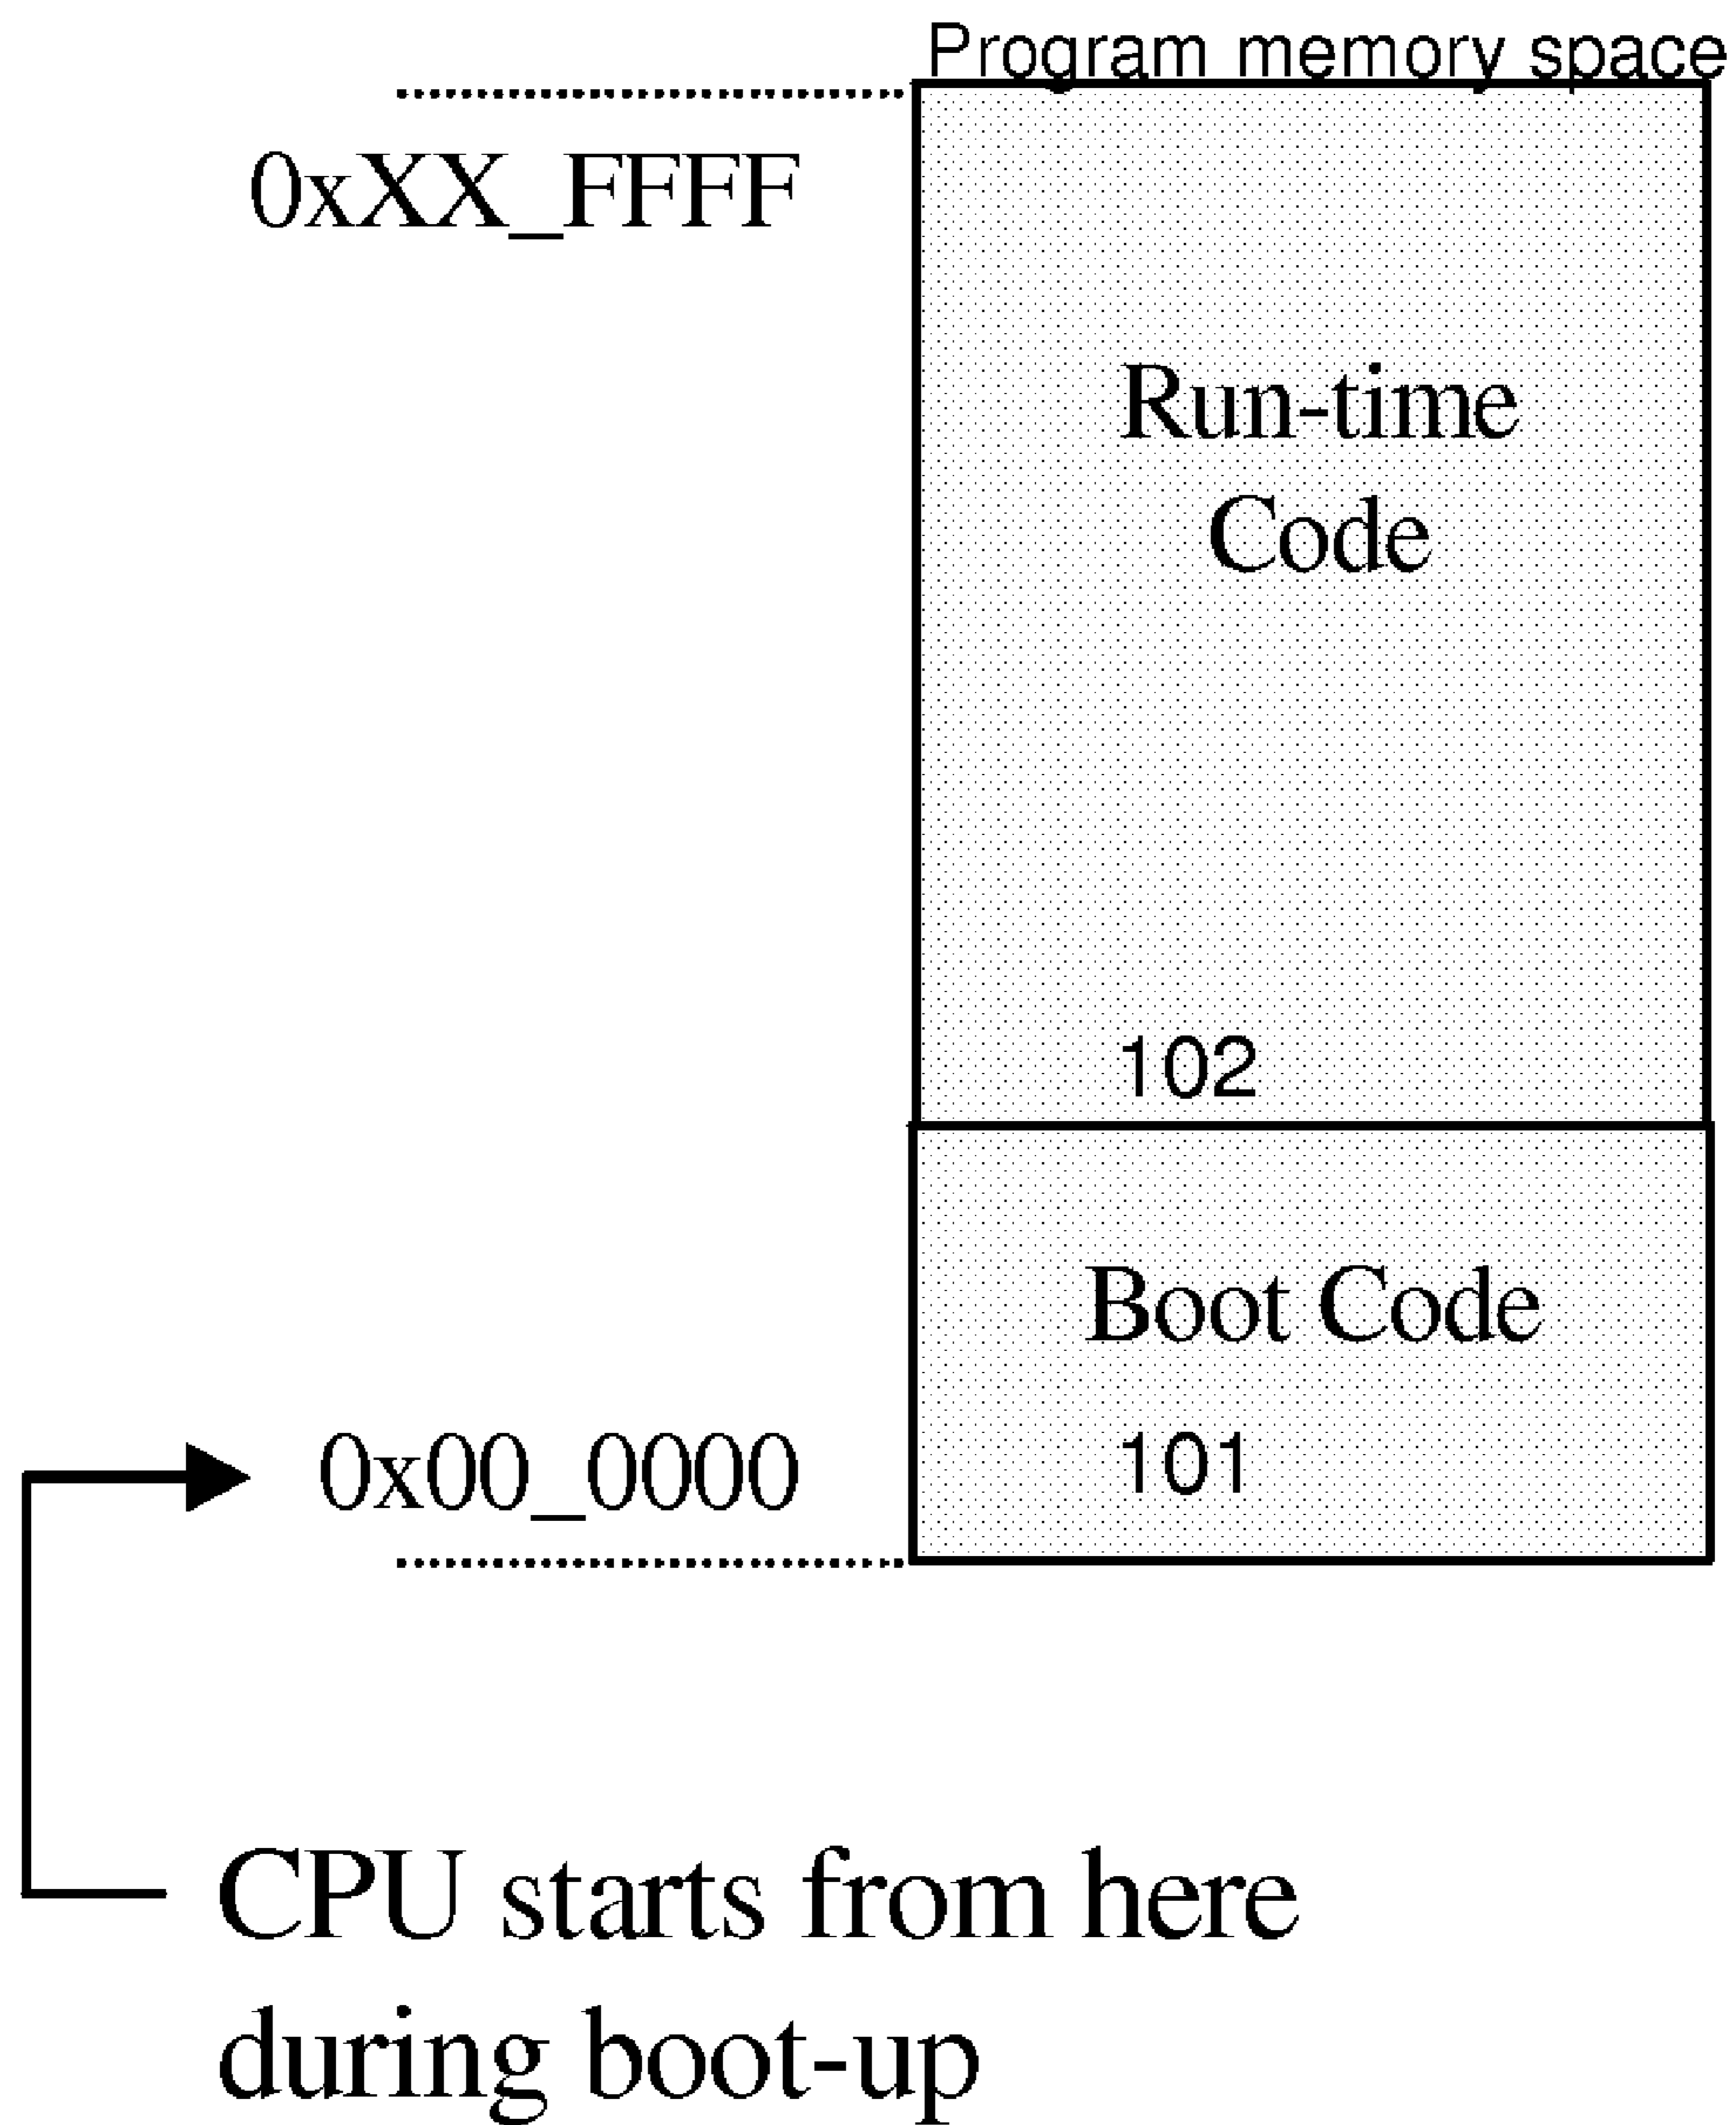 Program memory space
0xXX_FFFF
Run-time
Code
102
Boot Code
101
0x00_0000
CPU starts from here
during boot-up